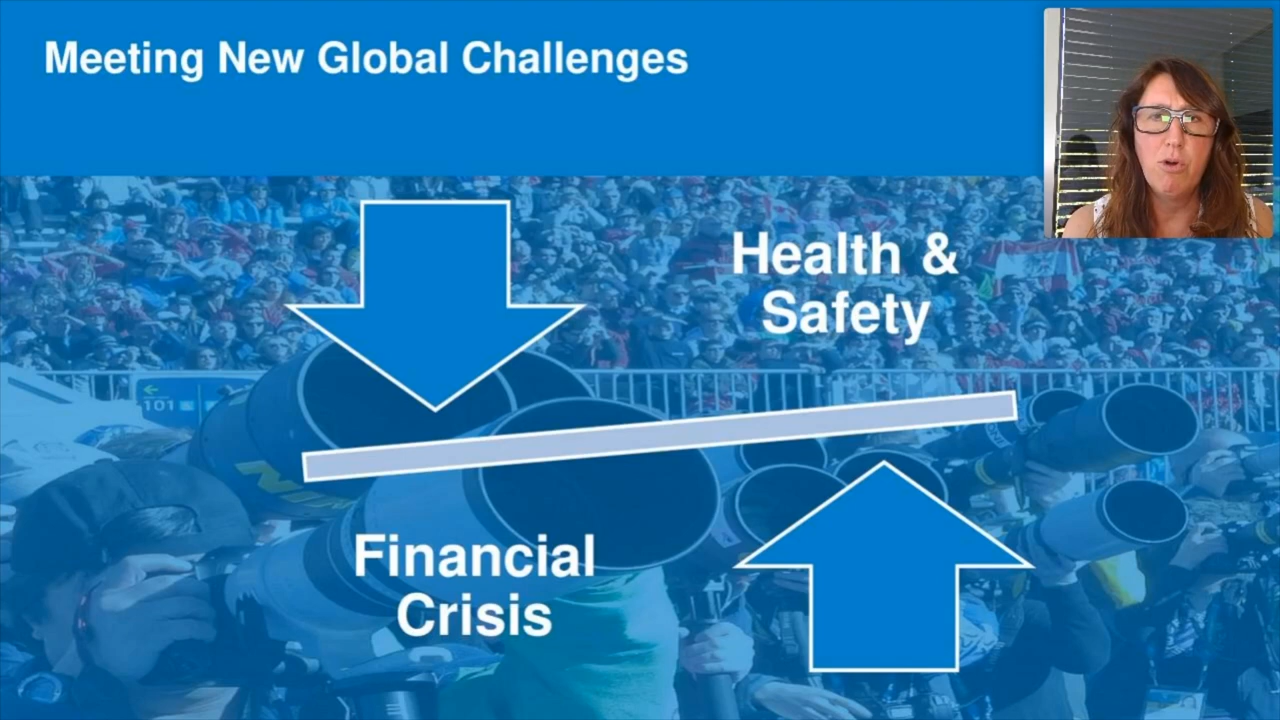 Meeting New Global Challenges
Health &
Safety
101
Financial
Crisis